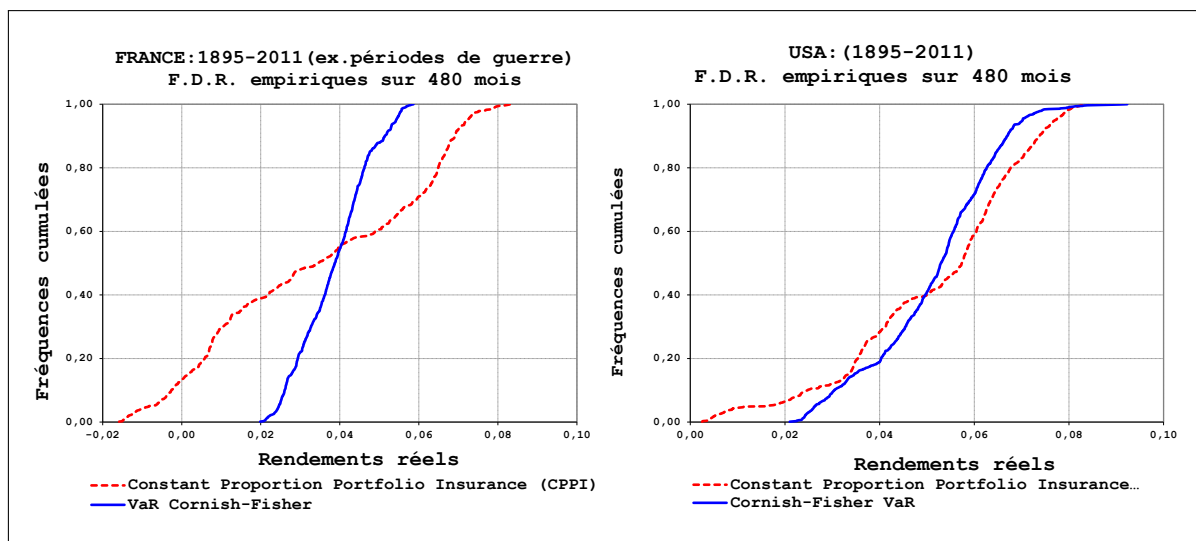 FRANCE:1895-2011(ex.périodes de guerre)
F.D.R. empiriques sur 480 mois
Fréquences cumulées
1,00
0,80
0,60
0,40
0,20
0,00
-0,02 0,00 0,02 0,04 0,06 0,08 0,10
Rendements réels
Constant Proportion Portfolio Insurance (CPPI)
VaR Cornish-Fisher
USA:(1895-2011)
F.D.R. empiriques sur 480 mois
Fréquences cumulées
1,00
0,80
0,60
0,40
0,20
0,00
0,00 0,02 0,04 0,06 0,08 0,10
Rendements réels
Constant Proportion Portfolio Insurance…
Cornish-Fisher VaR